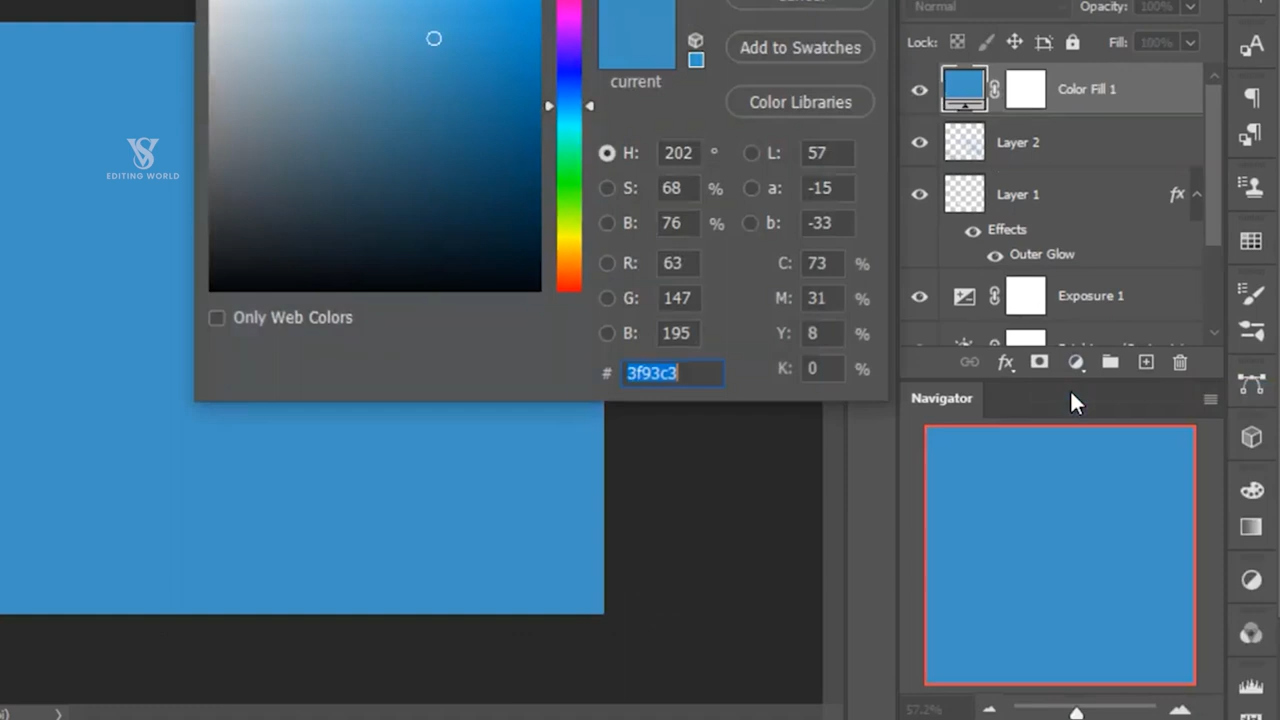 Normal Opacity: 100%
Add to Swatches
Lock: Fill: 100%
current
Color Libraries
Color Fill 1
H: 202 ° L: 57
Layer 2
S: 68 % a: -15
Layer 1 fx
B: 76 % b: -33
Effects
Outer Glow
R: 63 C: 73 %
G: 147 M: 31 %
Exposure 1
Only Web Colors
B: 195 Y: 8 %
# 3f93c3 K: 0 %
fx
Navigator
VS
EDITING WORLD
57.2%